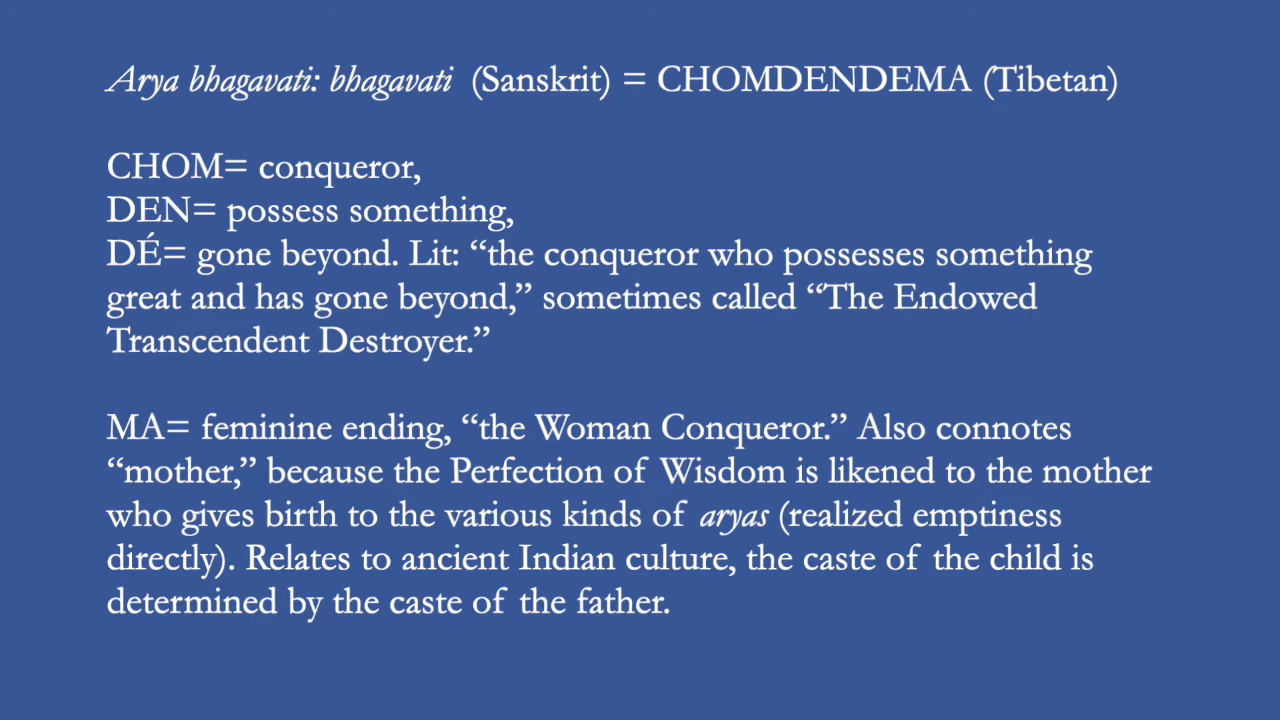 Arya bhagavati: bhagavati (Sanskrit) = CHOMDENDEMA (Tibetan)
CHOM= conqueror,
DEN= possess something,
DÉ= gone beyond. Lit: “the conqueror who possesses something
great and has gone beyond,” sometimes called “The Endowed
Transcendent Destroyer.”
MA= feminine ending, “the Woman Conqueror.” Also connotes
“mother,” because the Perfection of Wisdom is likened to the mother
who gives birth to the various kinds of aryas (realized emptiness
directly). Relates to ancient Indian culture, the caste of the child is
determined by the caste of the father.